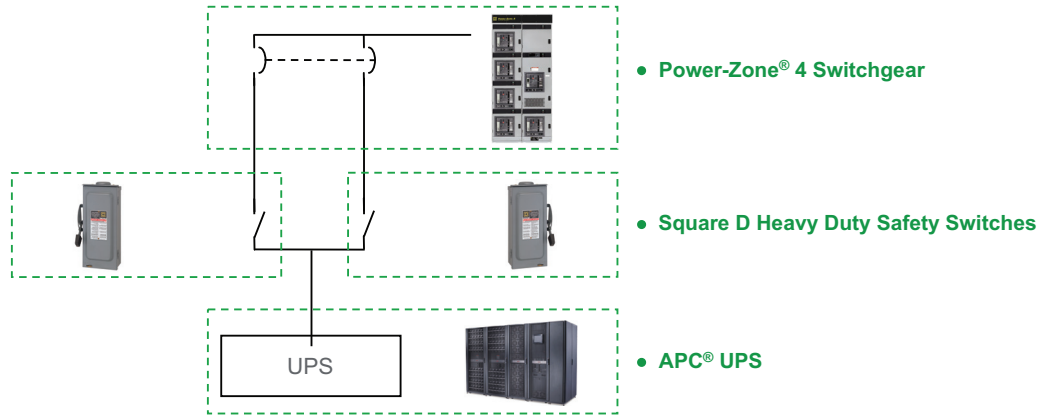 ● Power-Zone® 4 Switchgear
● Square D Heavy Duty Safety Switches
UPS
● APC® UPS